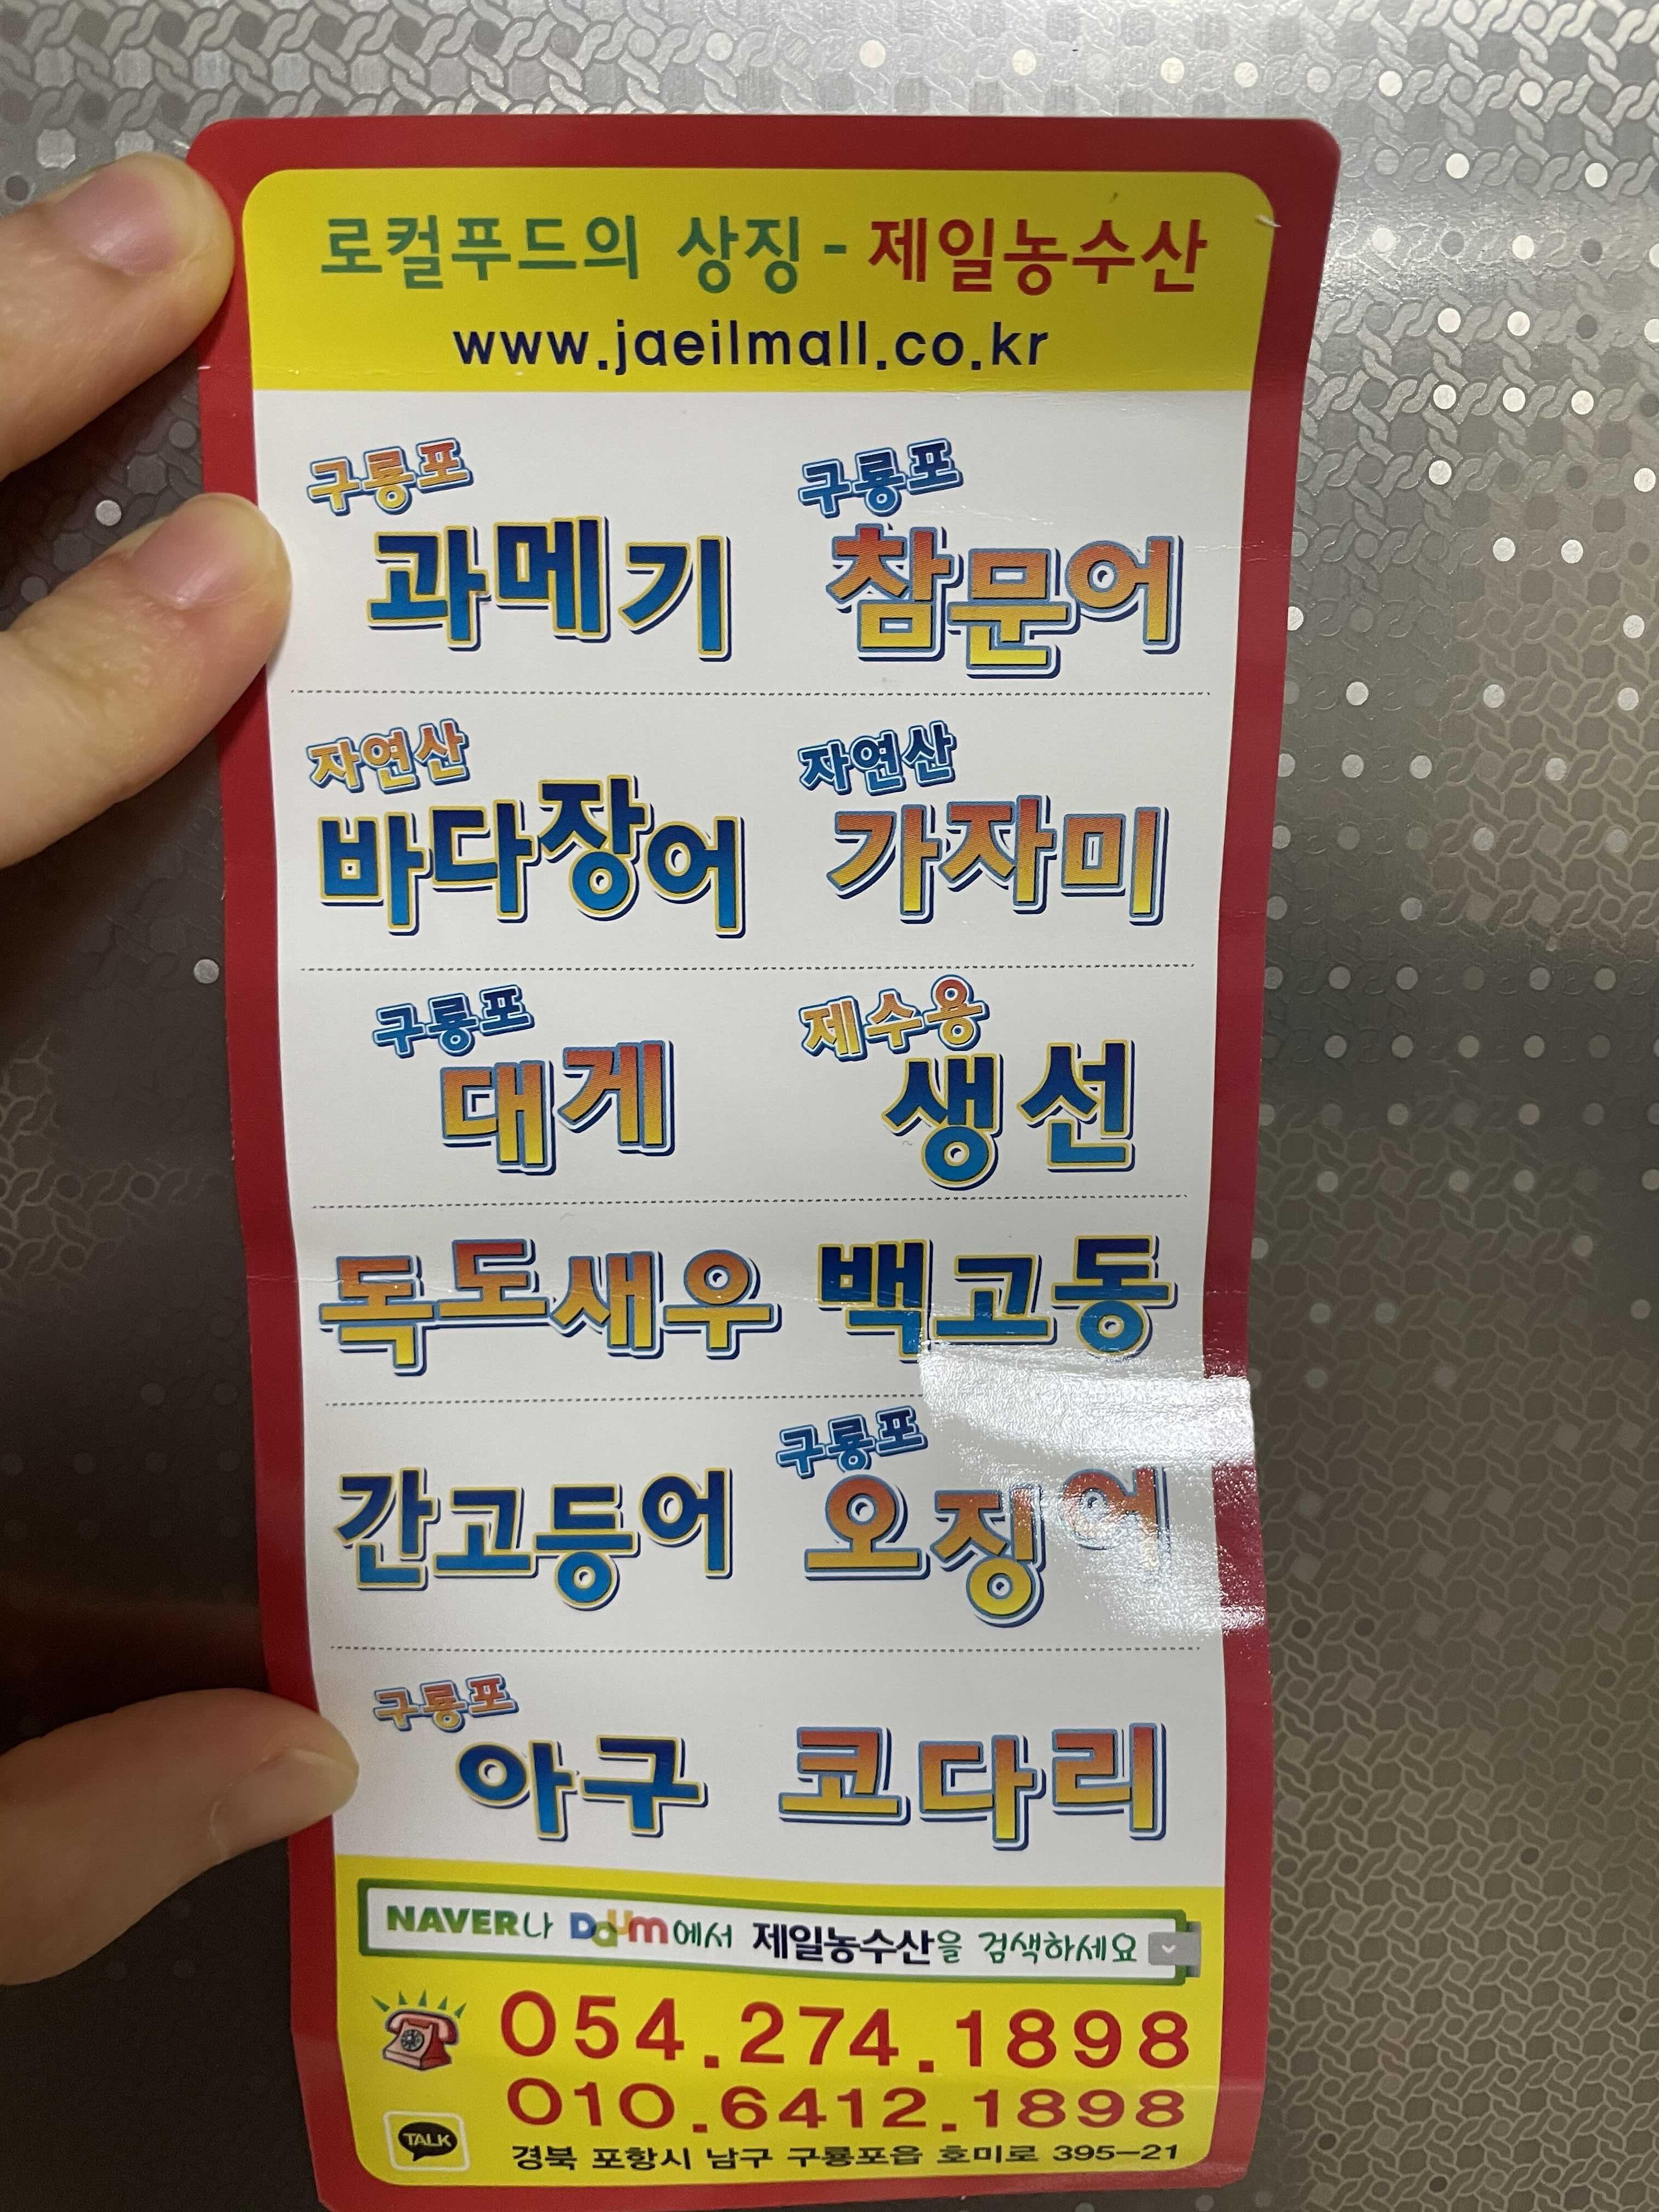 로컬푸드의 상징 - 제일농수산
www.jaeilmall.co.kr
구룡포 과메기
구룡포 참문어
자연산 바다장어
자연산 가자미
구룡포 대게
제수용 생선
독도새우
백고동
간고등어
구룡포 오징어
구룡포 아구
코다리
NAVER나 Daum에서 제일농수산을 검색하세요
054.274.1898
010.6412.1898
TALK
경북 포항시 남구 구룡포읍 호미로 395-21